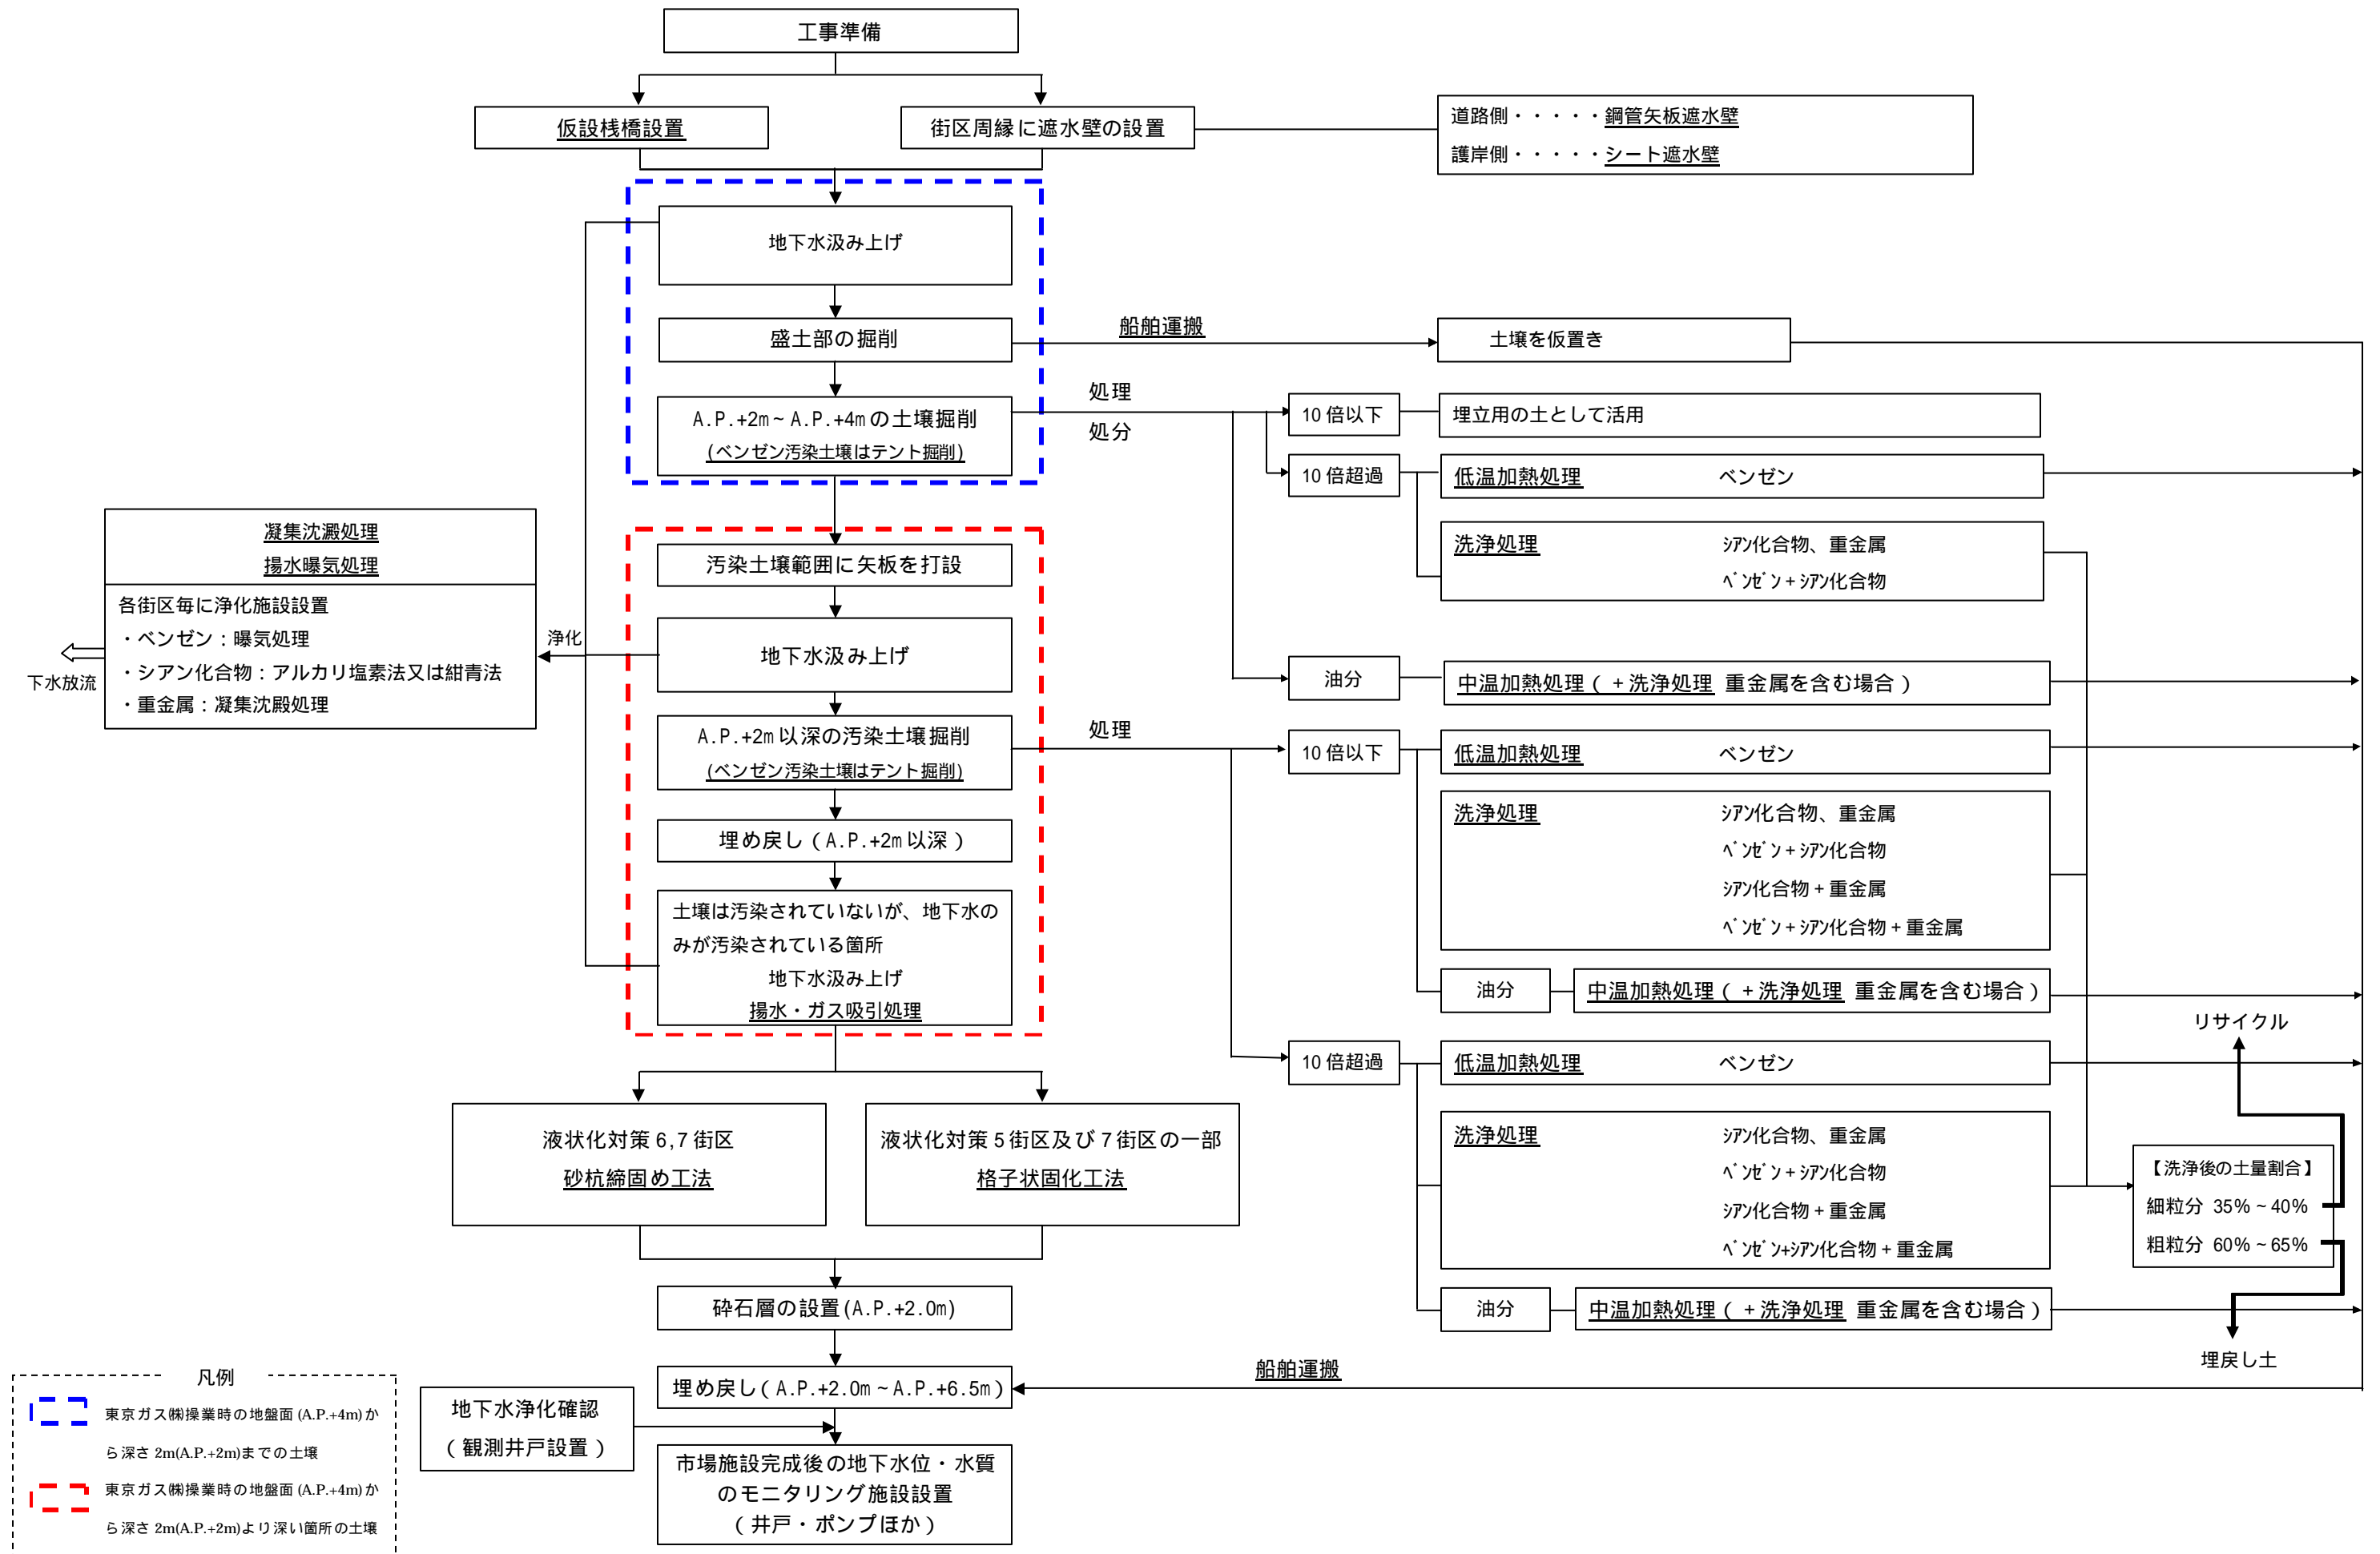 工事準備
仮設桟橋設置
街区周縁に遮水壁の設置
道路側・・・・・鋼管矢板遮水壁
護岸側・・・・・シート遮水壁
地下水汲み上げ
盛土部の掘削
船舶運搬
土壌を仮置き
A.P.+2m~A.P.+4mの土壌掘削
(ベンゼン汚染土壌はテント掘削)
処理
処分
10倍以下
埋立用の土として活用
10倍超過
低温加熱処理 ベンゼン
洗浄処理 シアン化合物、重金属
ベンゼン+シアン化合物
油分
中温加熱処理(+洗浄処理 重金属を含む場合)
凝集沈澱処理
揚水曝気処理
各街区毎に浄化施設設置
・ベンゼン:曝気処理
・シアン化合物:アルカリ塩素法又は紺青法
・重金属:凝集沈殿処理
下水放流
浄化
汚染土壌範囲に矢板を打設
地下水汲み上げ
A.P.+2m以深の汚染土壌掘削
(ベンゼン汚染土壌はテント掘削)
処理
埋め戻し(A.P.+2m以深)
土壌は汚染されていないが、地下水の
みが汚染されている箇所
地下水汲み上げ
揚水・ガス吸引処理
10倍以下
低温加熱処理 ベンゼン
洗浄処理 シアン化合物、重金属
ベンゼン+シアン化合物
シアン化合物+重金属
ベンゼン+シアン化合物+重金属
油分
中温加熱処理(+洗浄処理 重金属を含む場合)
10倍超過
低温加熱処理 ベンゼン
洗浄処理 シアン化合物、重金属
ベンゼン+シアン化合物
シアン化合物+重金属
ベンゼン+シアン化合物+重金属
油分
中温加熱処理(+洗浄処理 重金属を含む場合)
リサイクル
【洗浄後の土量割合】
細粒分 35%~40%
粗粒分 60%~65%
埋戻し土
液状化対策6,7街区
砂杭締固め工法
液状化対策5街区及び7街区の一部
格子状固化工法
砕石層の設置(A.P.+2.0m)
埋め戻し(A.P.+2.0m~A.P.+6.5m)
船舶運搬
地下水浄化確認
(観測井戸設置)
市場施設完成後の地下水位・水質
のモニタリング施設設置
(井戸・ポンプほか)
凡例
東京ガス㈱操業時の地盤面(A.P.+4m)か
ら深さ2m(A.P.+2m)までの土壌
東京ガス㈱操業時の地盤面(A.P.+4m)か
ら深さ2m(A.P.+2m)より深い箇所の土壌